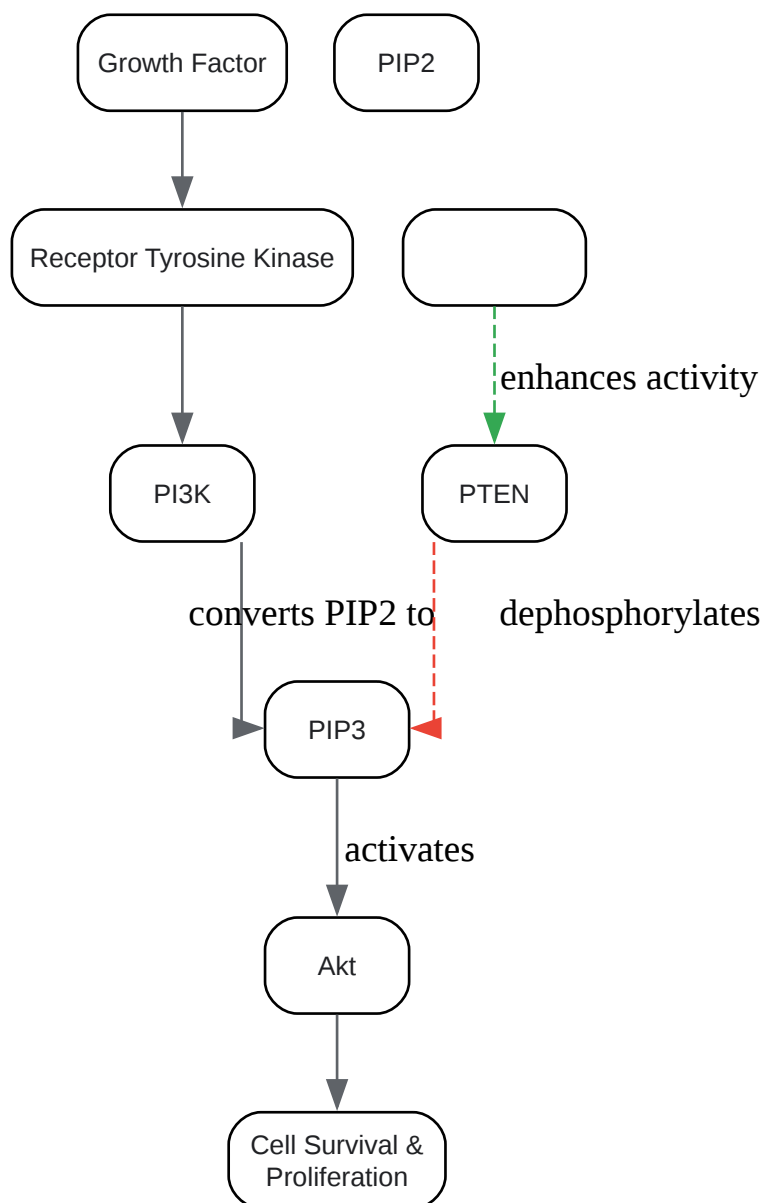 Growth Factor
PIP2
Receptor Tyrosine Kinase
enhances activity
PI3K
PTEN
converts PIP2 to
dephosphorylates
PIP3
activates
Akt
Cell Survival &
Proliferation